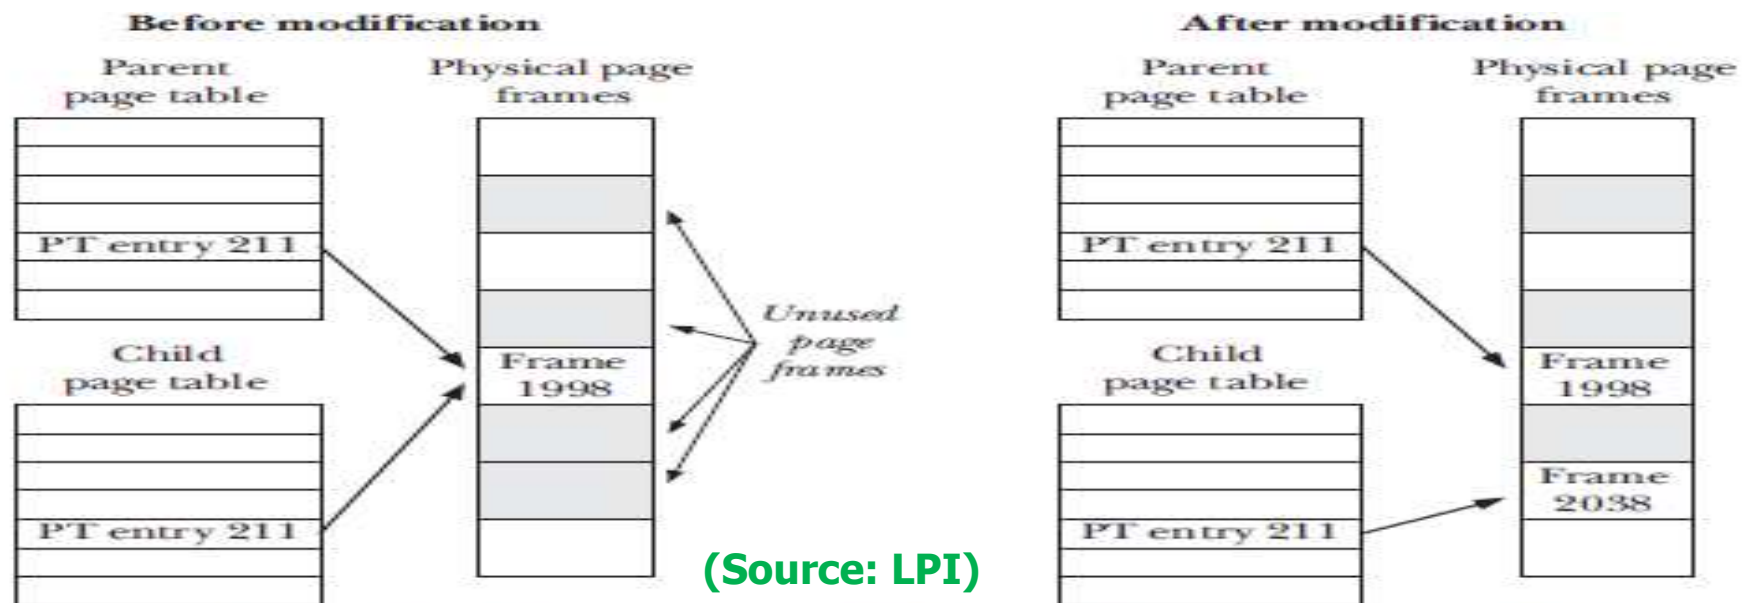 Before modification
Parent
page table
Physical page
frames
PT entry 211
Child
page table
PT entry 211
Frame
1998
Unused
page
frames
(Source: LPI)
After modification
Parent
page table
Physical page
frames
PT entry 211
Child
page table
PT entry 211
Frame
1998
Frame
2038